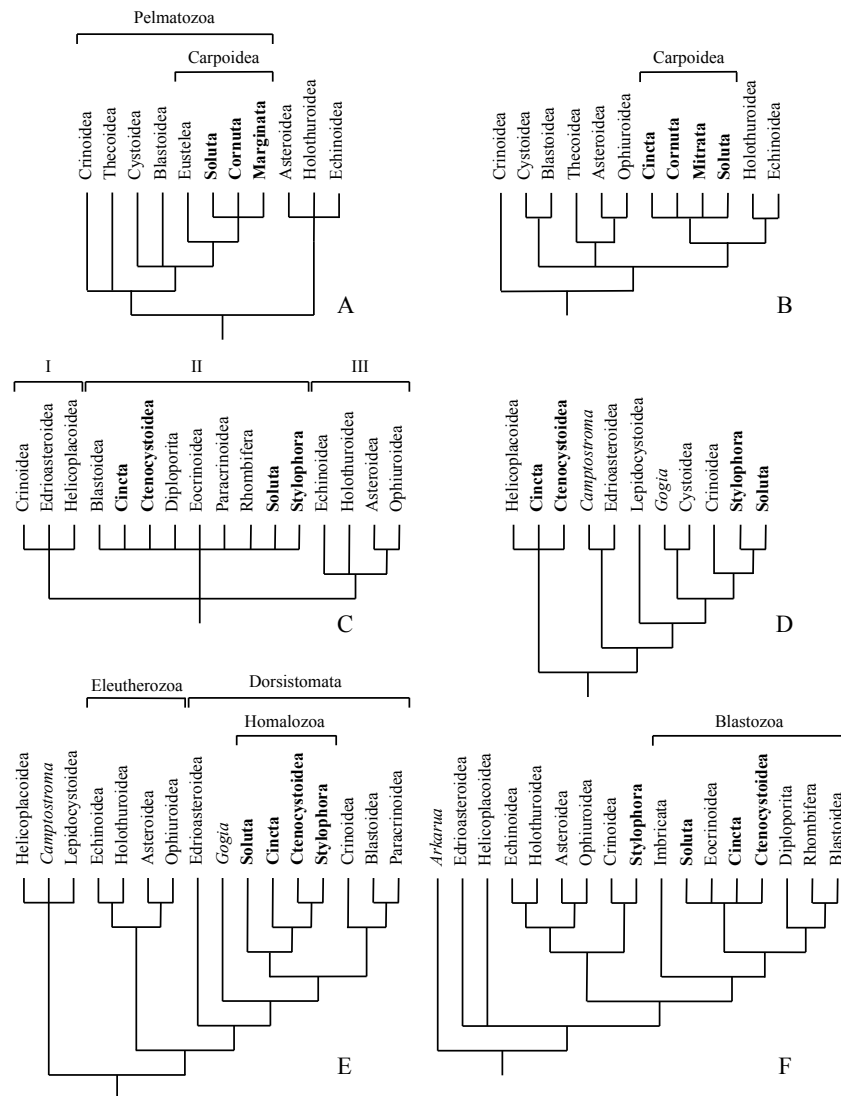 Pelmatozoa
Carpoidea
Crinoidea
Thecoidea
Cystoidea
Blastoidea
Eustelea
Soluta
Cornuta
Marginata
Asteroidea
Holothuroidea
Echinoidea
A
Carpoidea
Crinoidea
Cystoidea
Blastoidea
Thecoidea
Asteroidea
Ophiuroidea
Cincta
Cornuta
Mitrata
Soluta
Holothuroidea
Echinoidea
B
I
II
III
Crinoidea
Edrioasteroidea
Helicoplacoidea
Blastoidea
Cincta
Ctenocystoidea
Diploporita
Eocrinoidea
Paracrinoidea
Rhombifera
Soluta
Stylophora
Echinoidea
Holothuroidea
Asteroidea
Ophiuroidea
C
Helicoplacoidea
Cincta
Ctenocystoidea
Camptostroma
Edrioasteroidea
Lepidocystoidea
Gogia
Cystoidea
Crinoidea
Stylophora
Soluta
D
Eleutherozoa
Dorsistomata
Homalozoa
Helicoplacoidea
Camptostroma
Lepidocystoidea
Echinoidea
Holothuroidea
Asteroidea
Ophiuroidea
Edrioasteroidea
Gogia
Soluta
Cincta
Ctenocystoidea
Stylophora
Crinoidea
Blastoidea
Paracrinoidea
E
Blastozoa
Arkarua
Edrioasteroidea
Helicoplacoidea
Echinoidea
Holothuroidea
Asteroidea
Ophiuroidea
Crinoidea
Stylophora
Imbricata
Soluta
Eocrinoidea
Cincta
Ctenocystoidea
Diploporita
Rhombifera
Blastoidea
F